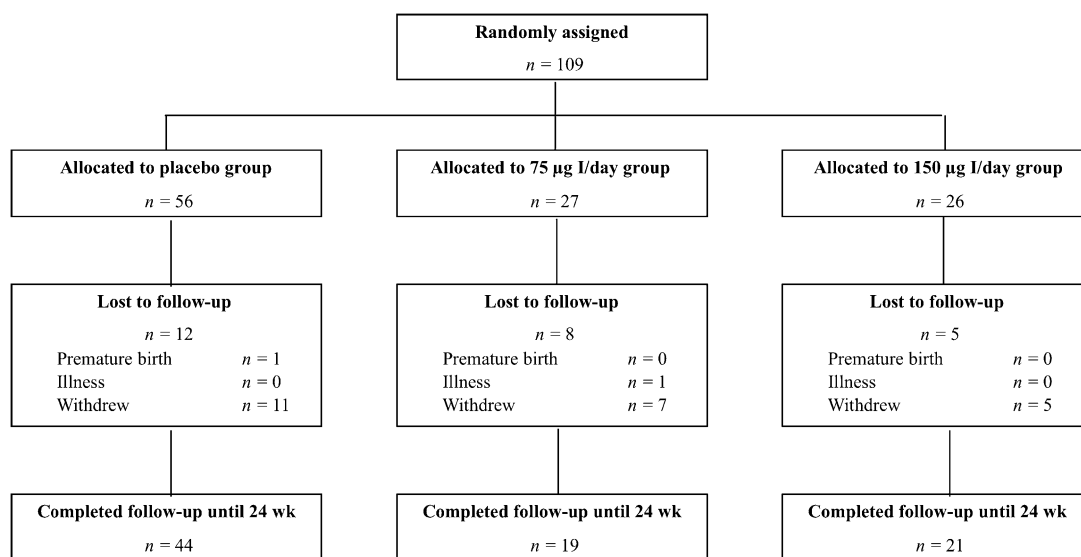 Randomly assigned
n = 109
Allocated to placebo group
n = 56
Allocated to 75 µg I/day group
n = 27
Allocated to 150 µg I/day group
n = 26
Lost to follow-up
n = 12
Premature birth n = 1
Illness n = 0
Withdrew n = 11
Lost to follow-up
n = 8
Premature birth n = 0
Illness n = 1
Withdrew n = 7
Lost to follow-up
n = 5
Premature birth n = 0
Illness n = 0
Withdrew n = 5
Completed follow-up until 24 wk
n = 44
Completed follow-up until 24 wk
n = 19
Completed follow-up until 24 wk
n = 21